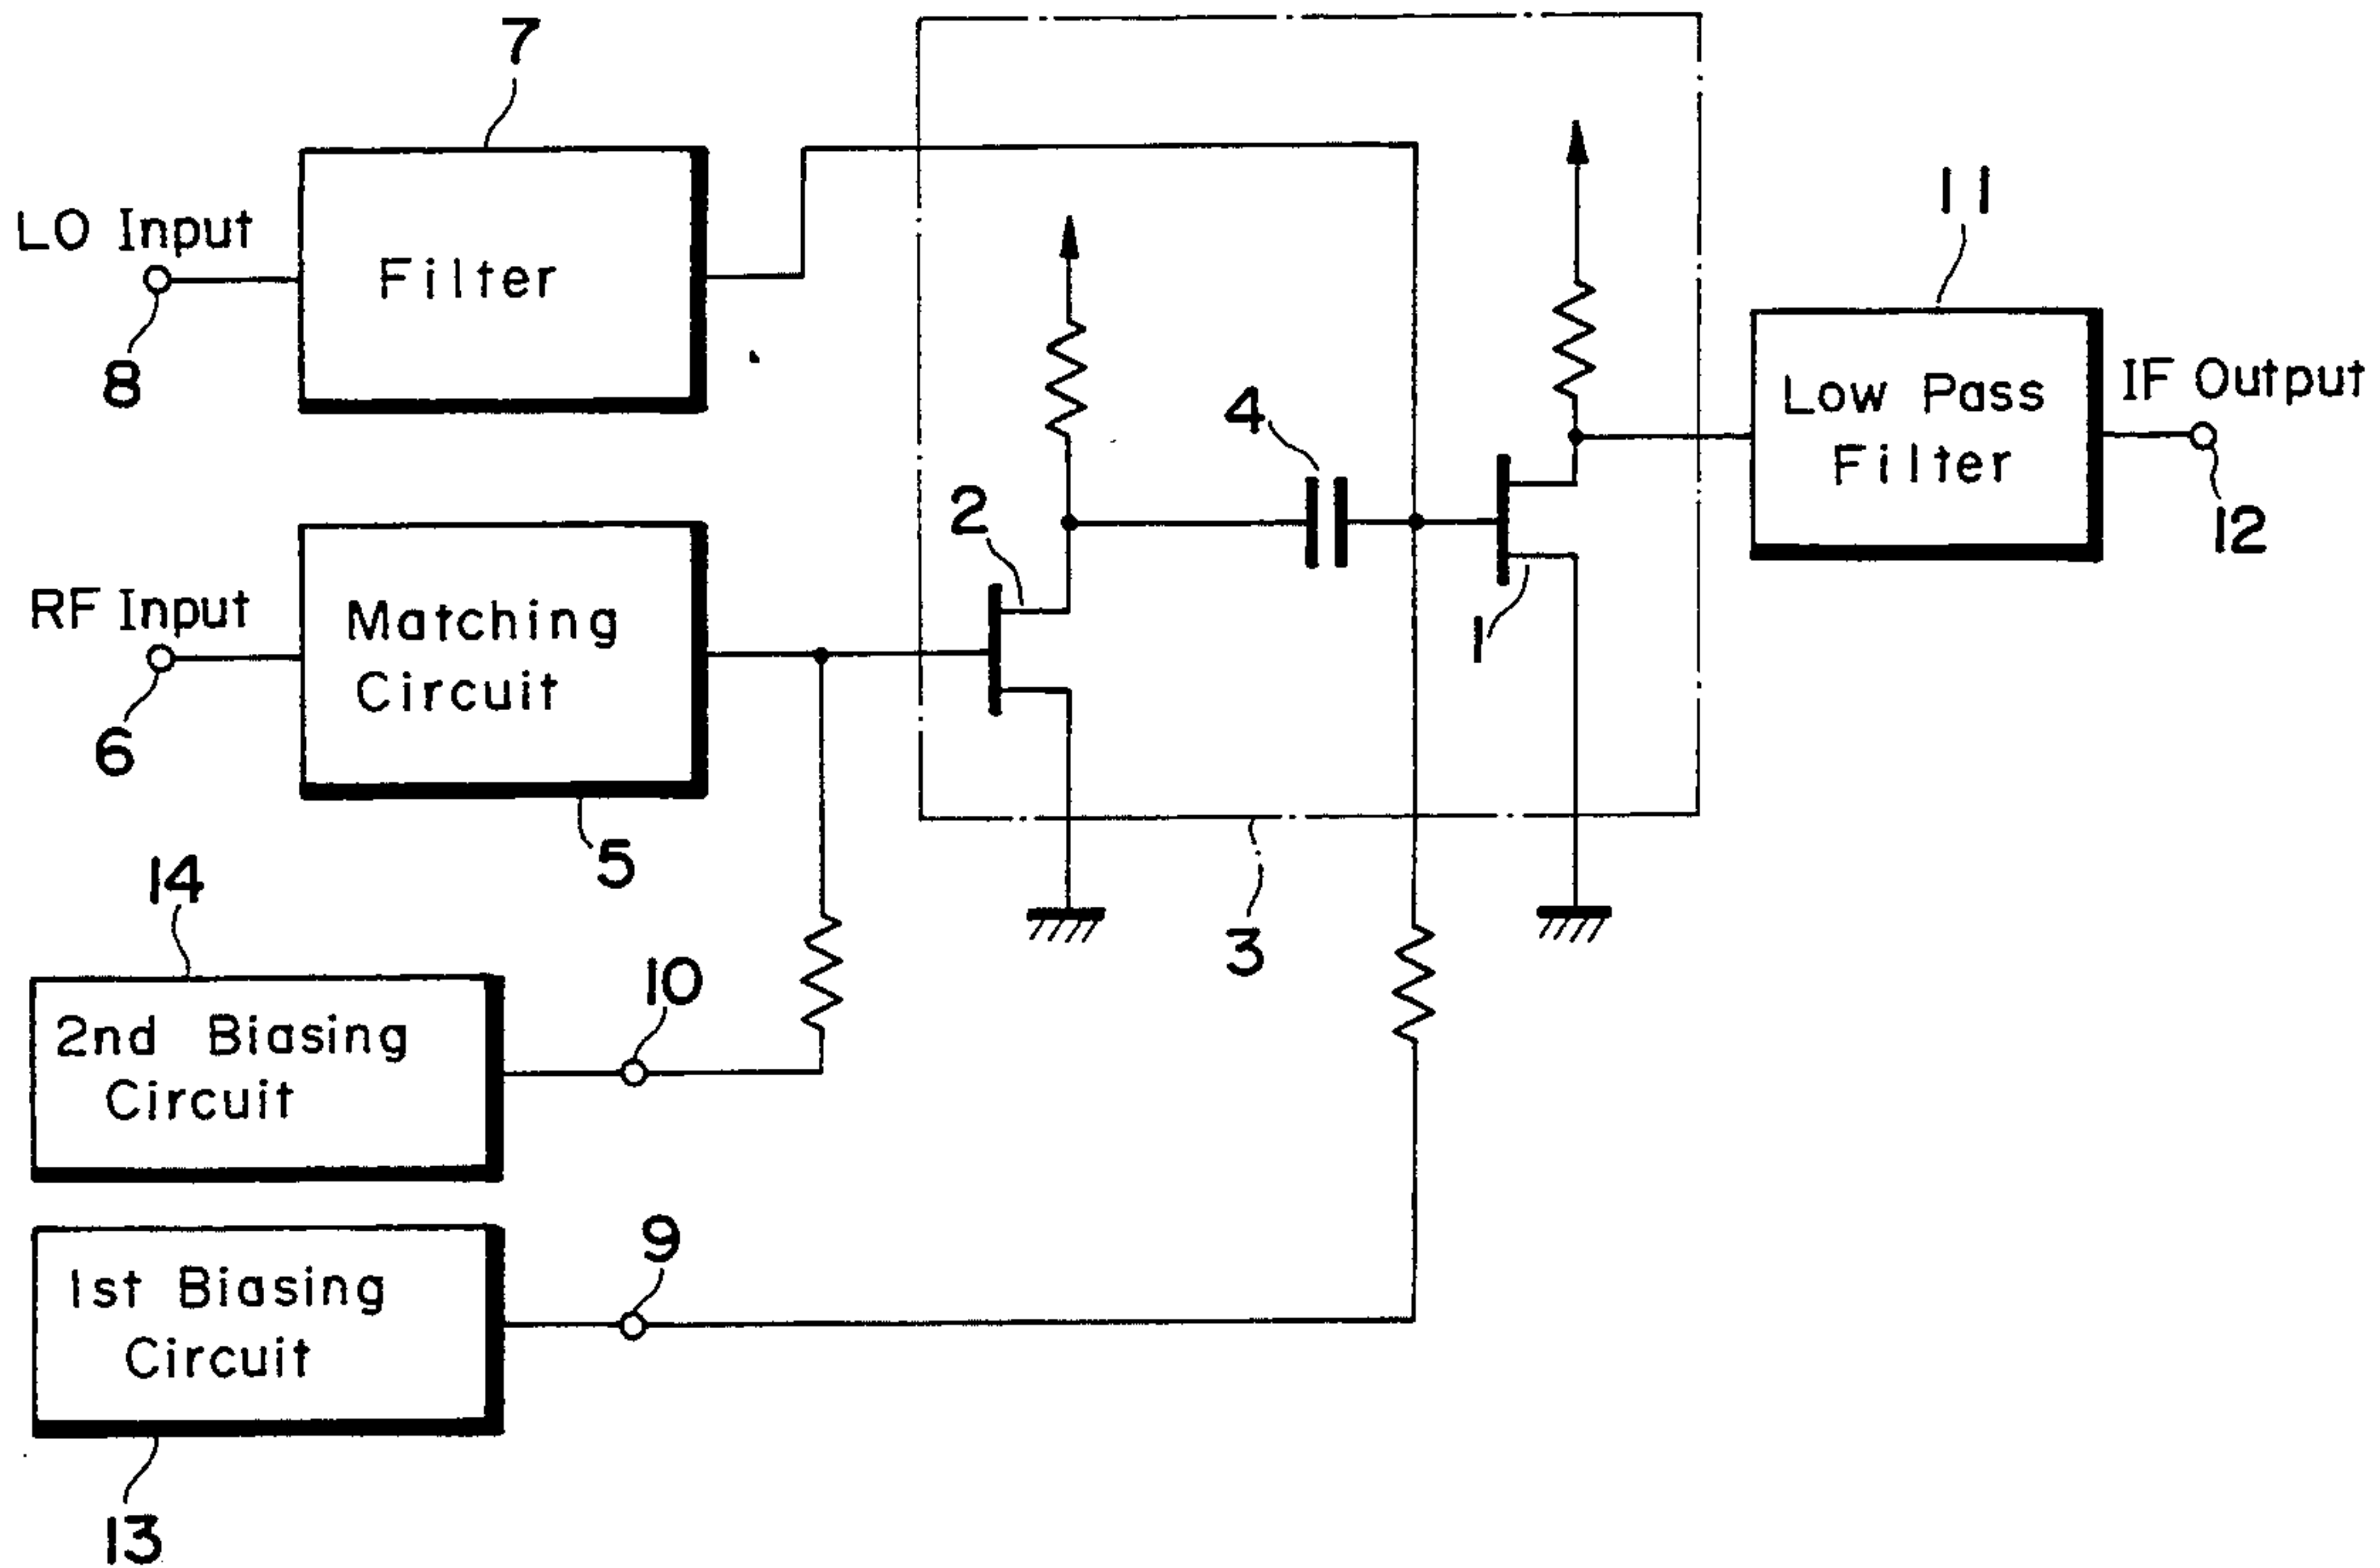 7
LO Input
8
Filter
11
Low Pass
Filter
IF Output
12
4
2
1
RF Input
6
Matching
Circuit
5
3
14
2nd Biasing
Circuit
10
1st Biasing
Circuit
9
13